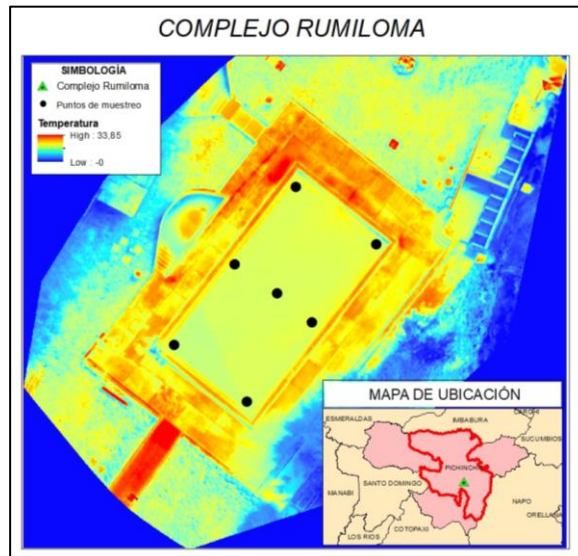 COMPLEJO RUMILOMA
SIMBOLOGÍA
Complejo Rumiloma
Puntos de muestreo
Temperatura
High : 33,85
Low : -0
MAPA DE UBICACIÓN
ESMERALDAS
IMBABURA
CARCHI
SUCUMBIOS
PICHINCHA
SANTO DOMINGO
MANABI
NAPO
ORELLANA
COTOPAXI
LOS RIOS